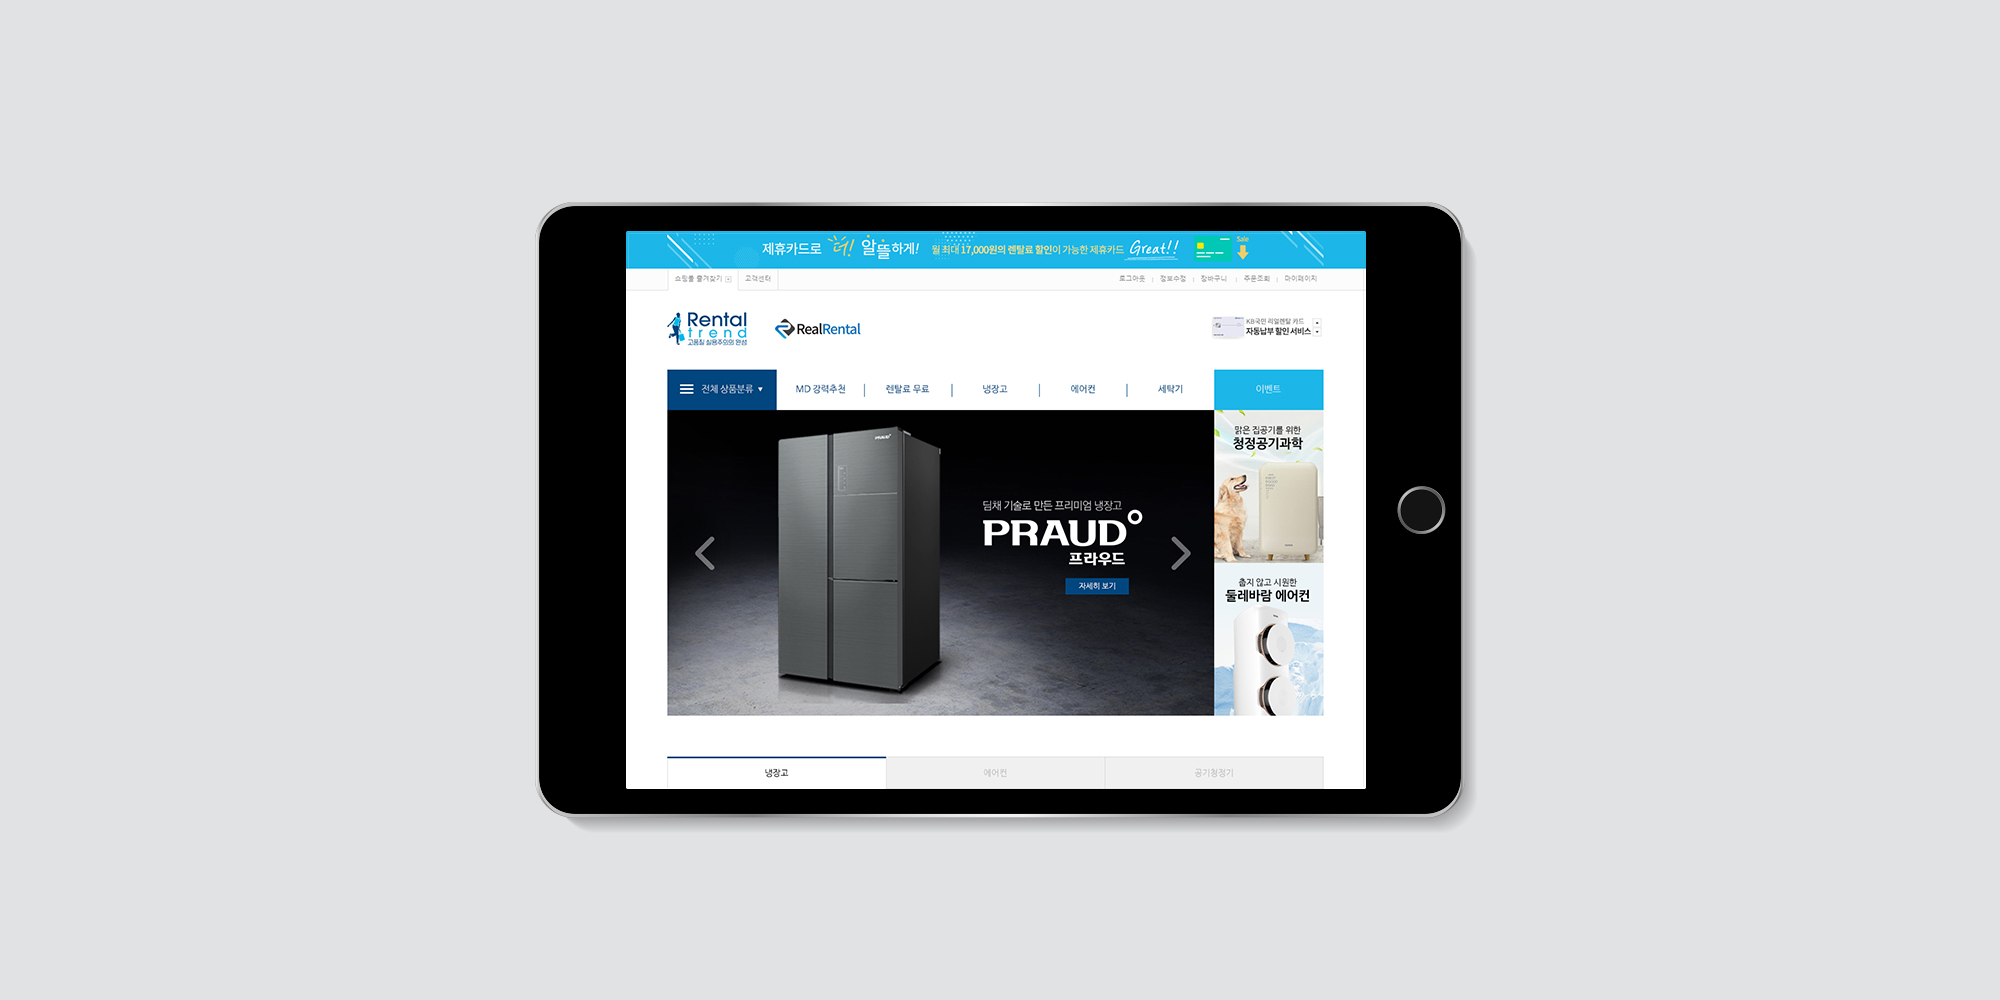 제휴카드로 더! 알뜰하게! 월 최대 17,000원의 렌탈료 할인이 가능한 제휴카드 Great!! Sale
쇼핑몰 즐겨찾기 고객센터 로그아웃 정보수정 장바구니 주문조회 마이페이지
Rental
trend
고품질 실용주의의 완성
RealRental
KB국민 리얼렌탈 카드
자동납부 할인 서비스
전체 상품분류 MD 강력추천 렌탈료 무료 냉장고 에어컨 세탁기 이벤트
PRAUD
딤채 기술로 만든 프리미엄 냉장고
PRAUD
프라우드
자세히 보기
맑은 집공기를 위한
청정공기과학
춥지 않고 시원한
둘레바람 에어컨
냉장고 에어컨 공기청정기